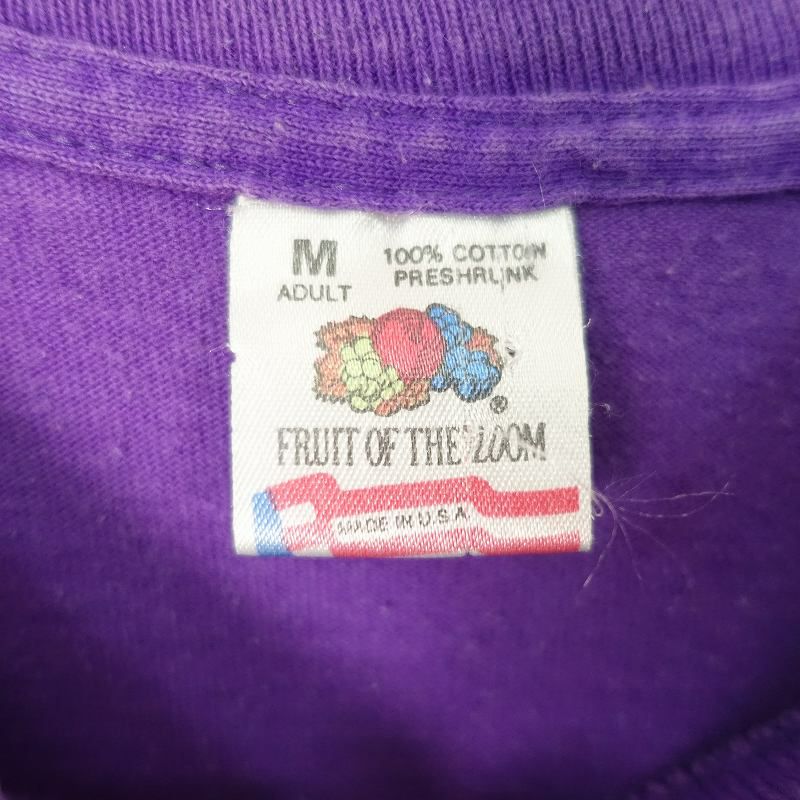 M
ADULT
100% COTTON
PRESHRUNK
®
FRUIT OF THE LOOM
MADE IN U.S.A.